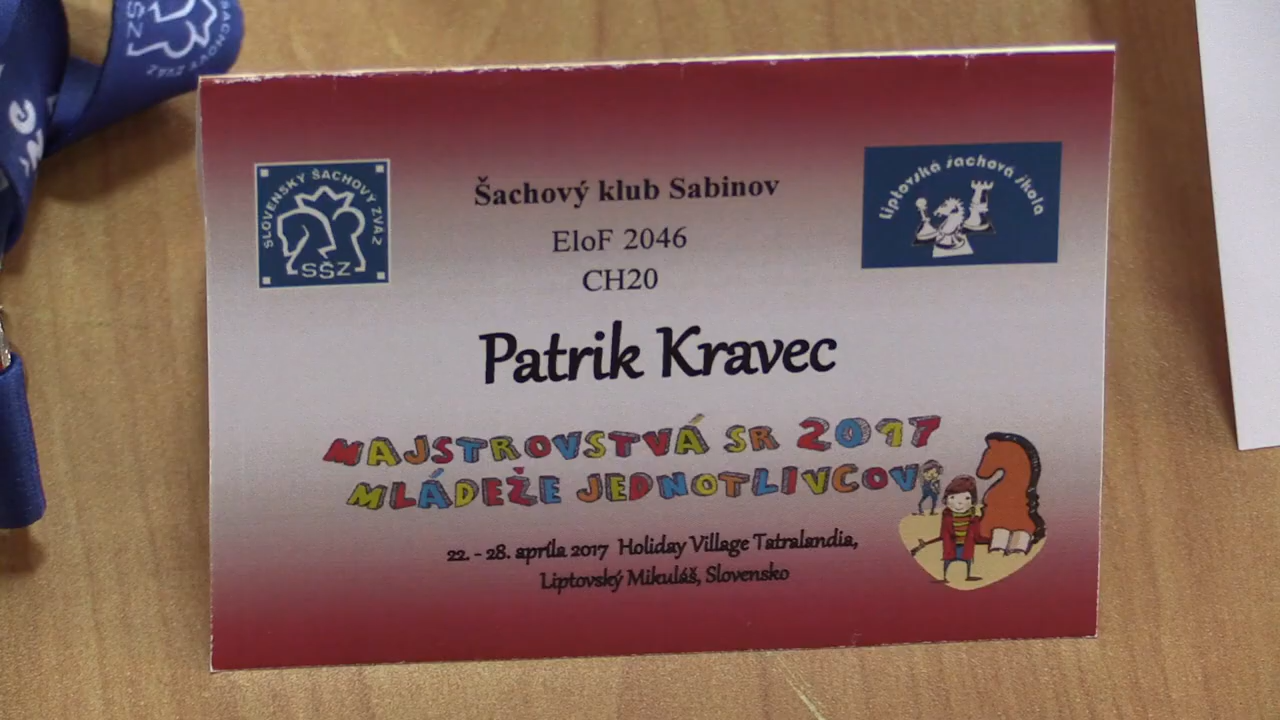 SLOVENSKÝ ŠACHOVÝ ZVÄZ
SŠZ
Liptovská šachová škola
Šachový klub Sabinov
EloF 2046
CH20
Patrik Kravec
MAJSTROVSTVÁ SR 2017
MLÁDEŽE JEDNOTLIVCOV
22. - 28. apríla 2017 Holiday Village Tatralandia,
Liptovský Mikuláš, Slovensko